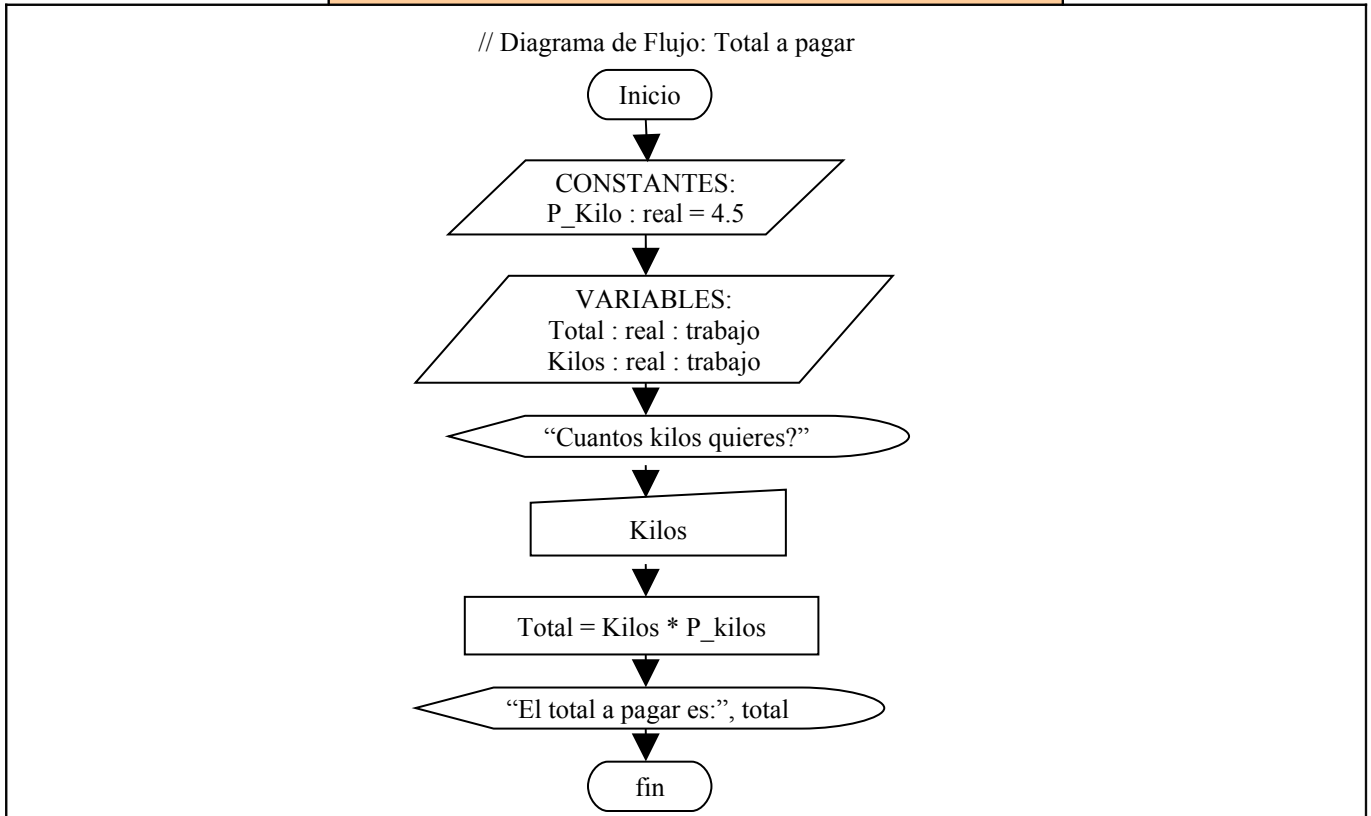 // Diagrama de Flujo: Total a pagar
Inicio
CONSTANTES:
P_Kilo : real = 4.5
VARIABLES:
Total : real : trabajo
Kilos : real : trabajo
“Cuantos kilos quieres?”
Kilos
Total = Kilos * P_kilos
“El total a pagar es:”, total
fin